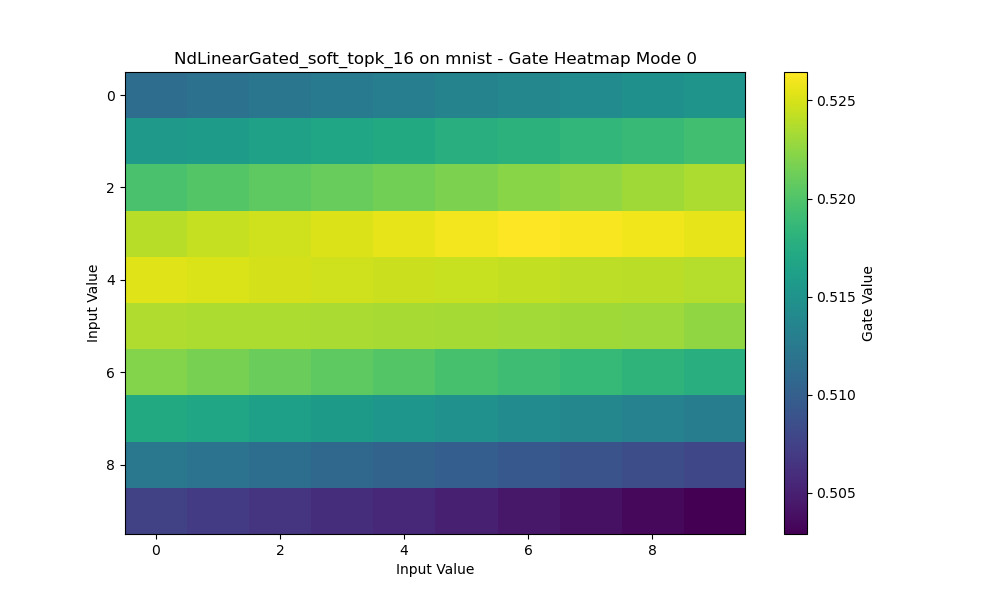 NdLinearGated_soft_topk_16 on mnist - Gate Heatmap Mode 0
0
2
4
6
8
Input Value
0 2 4 6 8
Input Value
0.525
0.520
0.515
0.510
0.505
Gate Value